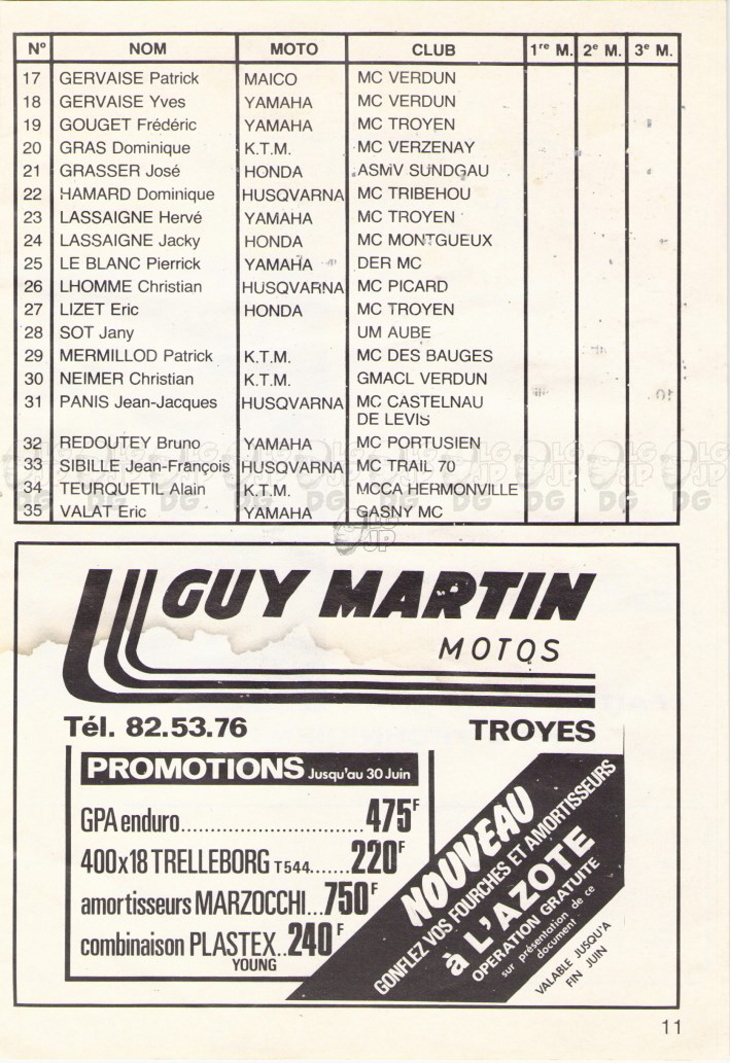 N° NOM MOTO CLUB 1re M. 2e M. 3e M.
17 GERVAISE Patrick MAICO MC VERDUN
18 GERVAISE Yves YAMAHA MC VERDUN
19 GOUGET Frédéric YAMAHA MC TROYEN
20 GRAS Dominique K.T.M. MC VERZENAY
21 GRASSER José HONDA ASMV SUNDGAU
22 HAMARD Dominique HUSQVARNA MC TRIBEHOU
23 LASSAIGNE Hervé YAMAHA MC TROYEN
24 LASSAIGNE Jacky HONDA MC MONTGUEUX
25 LE BLANC Pierrick YAMAHA DER MC
26 LHOMME Christian HUSQVARNA MC PICARD
27 LIZET Eric HONDA MC TROYEN
28 SOT Jany UM AUBE
29 MERMILLOD Patrick K.T.M. MC DES BAUGES
30 NEIMER Christian K.T.M. GMACL VERDUN
31 PANIS Jean-Jacques HUSQVARNA MC CASTELNAU
DE LEVIS
32 REDOUTEY Bruno YAMAHA MC PORTUSIEN
33 SIBILLE Jean-François HUSQVARNA MC TRAIL 70
34 TEURQUETIL Alain K.T.M. MCCA HERMONVILLE
35 VALAT Eric YAMAHA GASNY MC
LG JP DG
GUY MARTIN
MOTOS
Tél. 82.53.76 TROYES
PROMOTIONS Jusqu'au 30 Juin
GPA enduro..............................475F
400x18 TRELLEBORG T544.......220F
amortisseurs MARZOCCHI...750F
combinaison PLASTEX..240F
YOUNG
NOUVEAU
GONFLEZ VOS FOURCHES ET AMORTISSEURS
à L'AZOTE
OPERATION GRATUITE
sur présentation de ce
document
VALABLE JUSQU'A
FIN JUIN
11